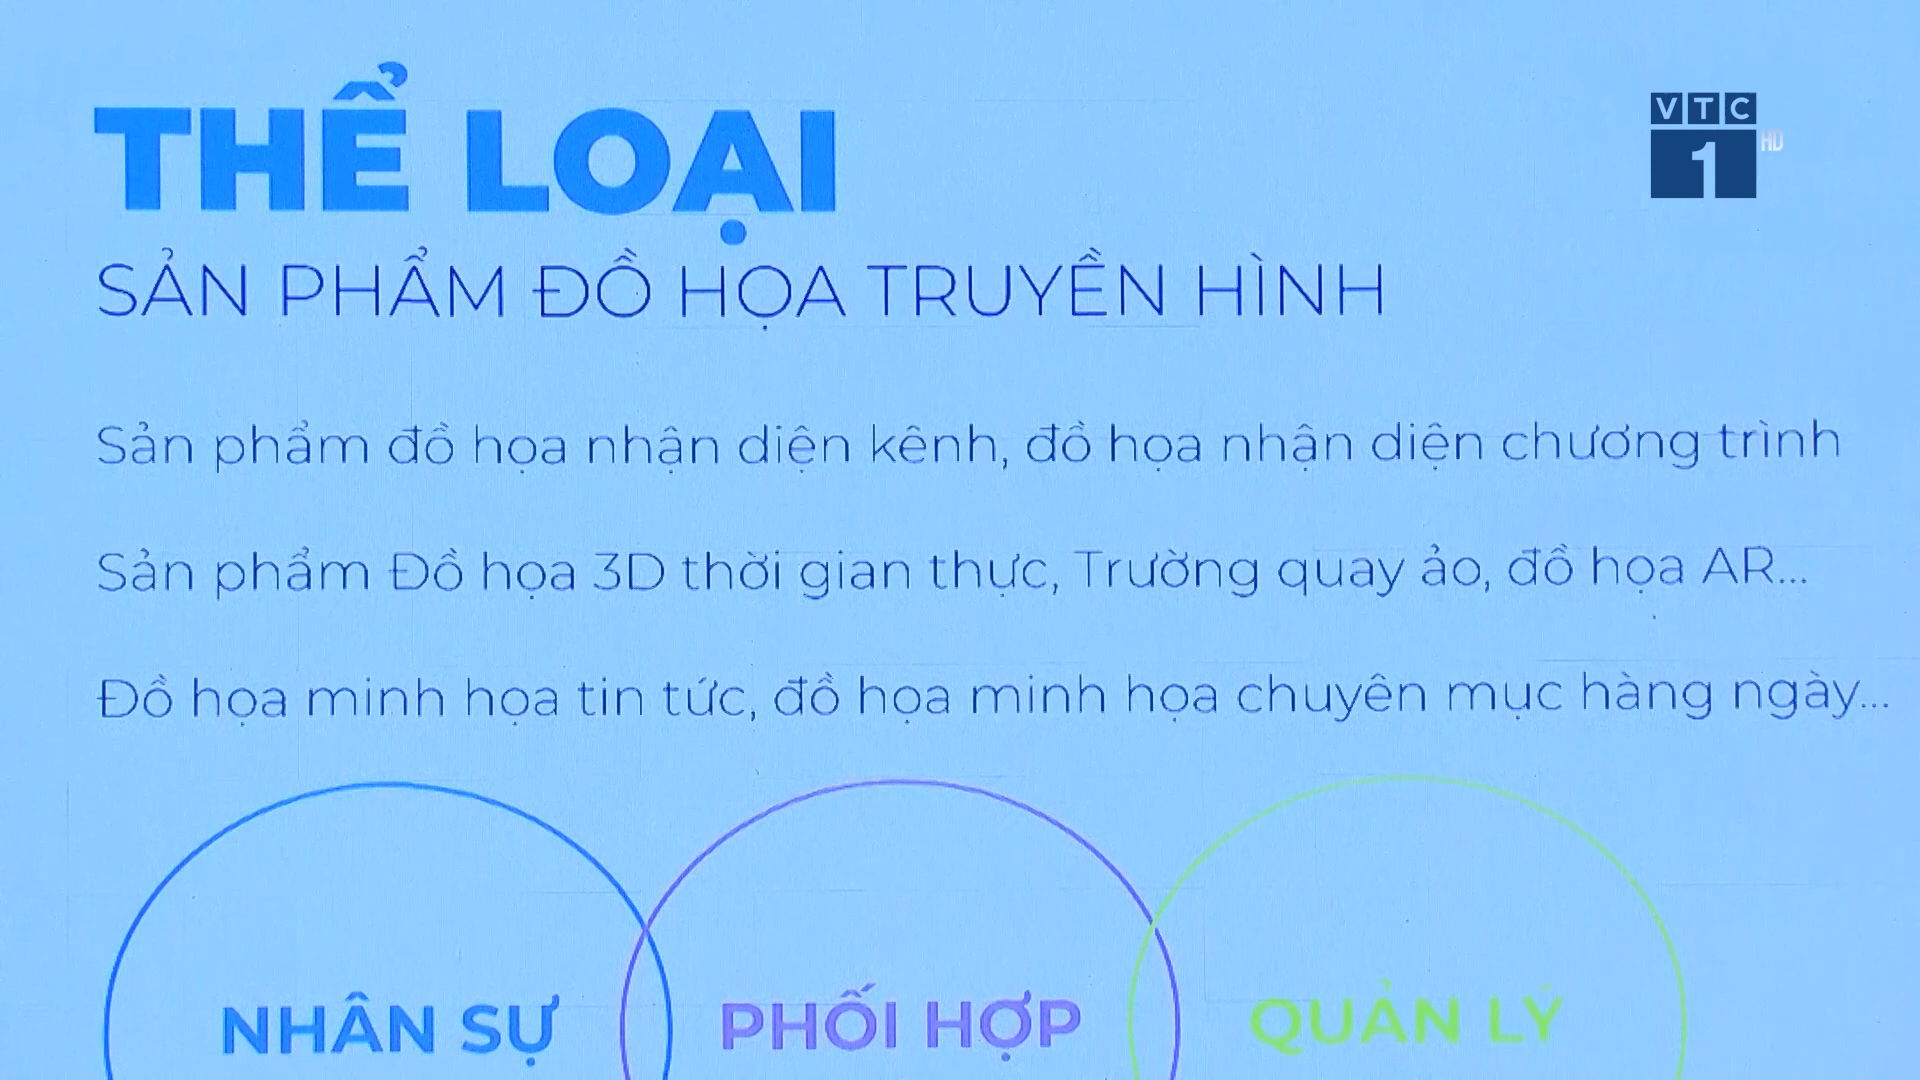 THỂ LOẠI
VTC
1 HD
SẢN PHẨM ĐỒ HỌA TRUYỀN HÌNH
Sản phẩm đồ họa nhận diện kênh, đồ họa nhận diện chương trình
Sản phẩm Đồ họa 3D thời gian thực, Trường quay ảo, đồ họa AR...
Đồ họa minh họa tin tức, đồ họa minh họa chuyên mục hàng ngày...
NHÂN SỰ PHỐI HỢP QUẢN LÝ